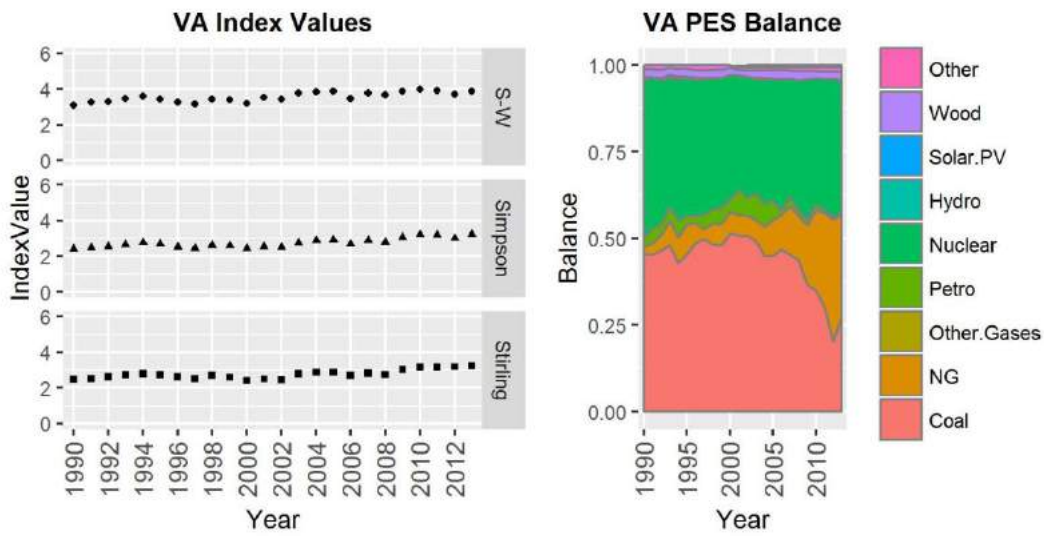 VA Index Values
IndexValue
6
4
2
0
S-W
6
4
2
0
Simpson
6
4
2
0
Stirling
1990
1992
1994
1996
1998
2000
2002
2004
2006
2008
2010
2012
Year
VA PES Balance
Balance
1.00
0.75
0.50
0.25
0.00
1990
1995
2000
2005
2010
Year
Other
Wood
Solar.PV
Hydro
Nuclear
Petro
Other.Gases
NG
Coal